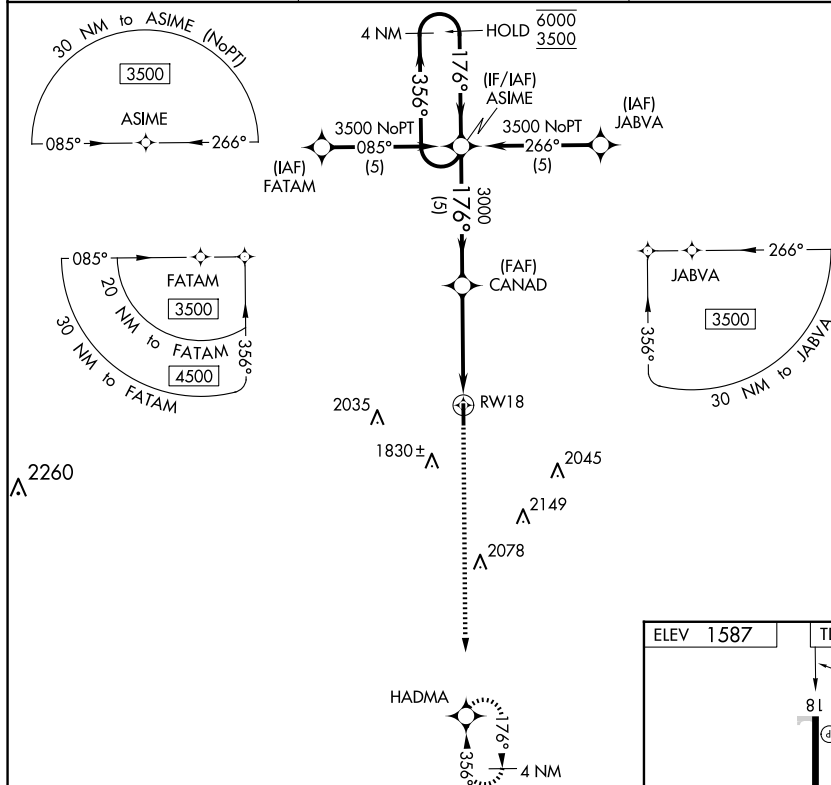 30 NM to ASIME (NoPT)
3500
ASIME
085°
266°
4 NM
HOLD
6000
3500
356°
176°
(IF/IAF)
ASIME
(IAF)
JABVA
3500 NoPT
085°
(5)
3500 NoPT
266°
(5)
(IAF)
FATAM
3000
176°
(5)
085°
FATAM
3500
20 NM to FATAM
4500
30 NM to FATAM
356°
(FAF)
CANAD
266°
JABVA
3500
356°
30 NM to JABVA
RW18
2035
1830±
2045
2149
2078
2260
HADMA
176°
356°
4 NM
ELEV 1587
18